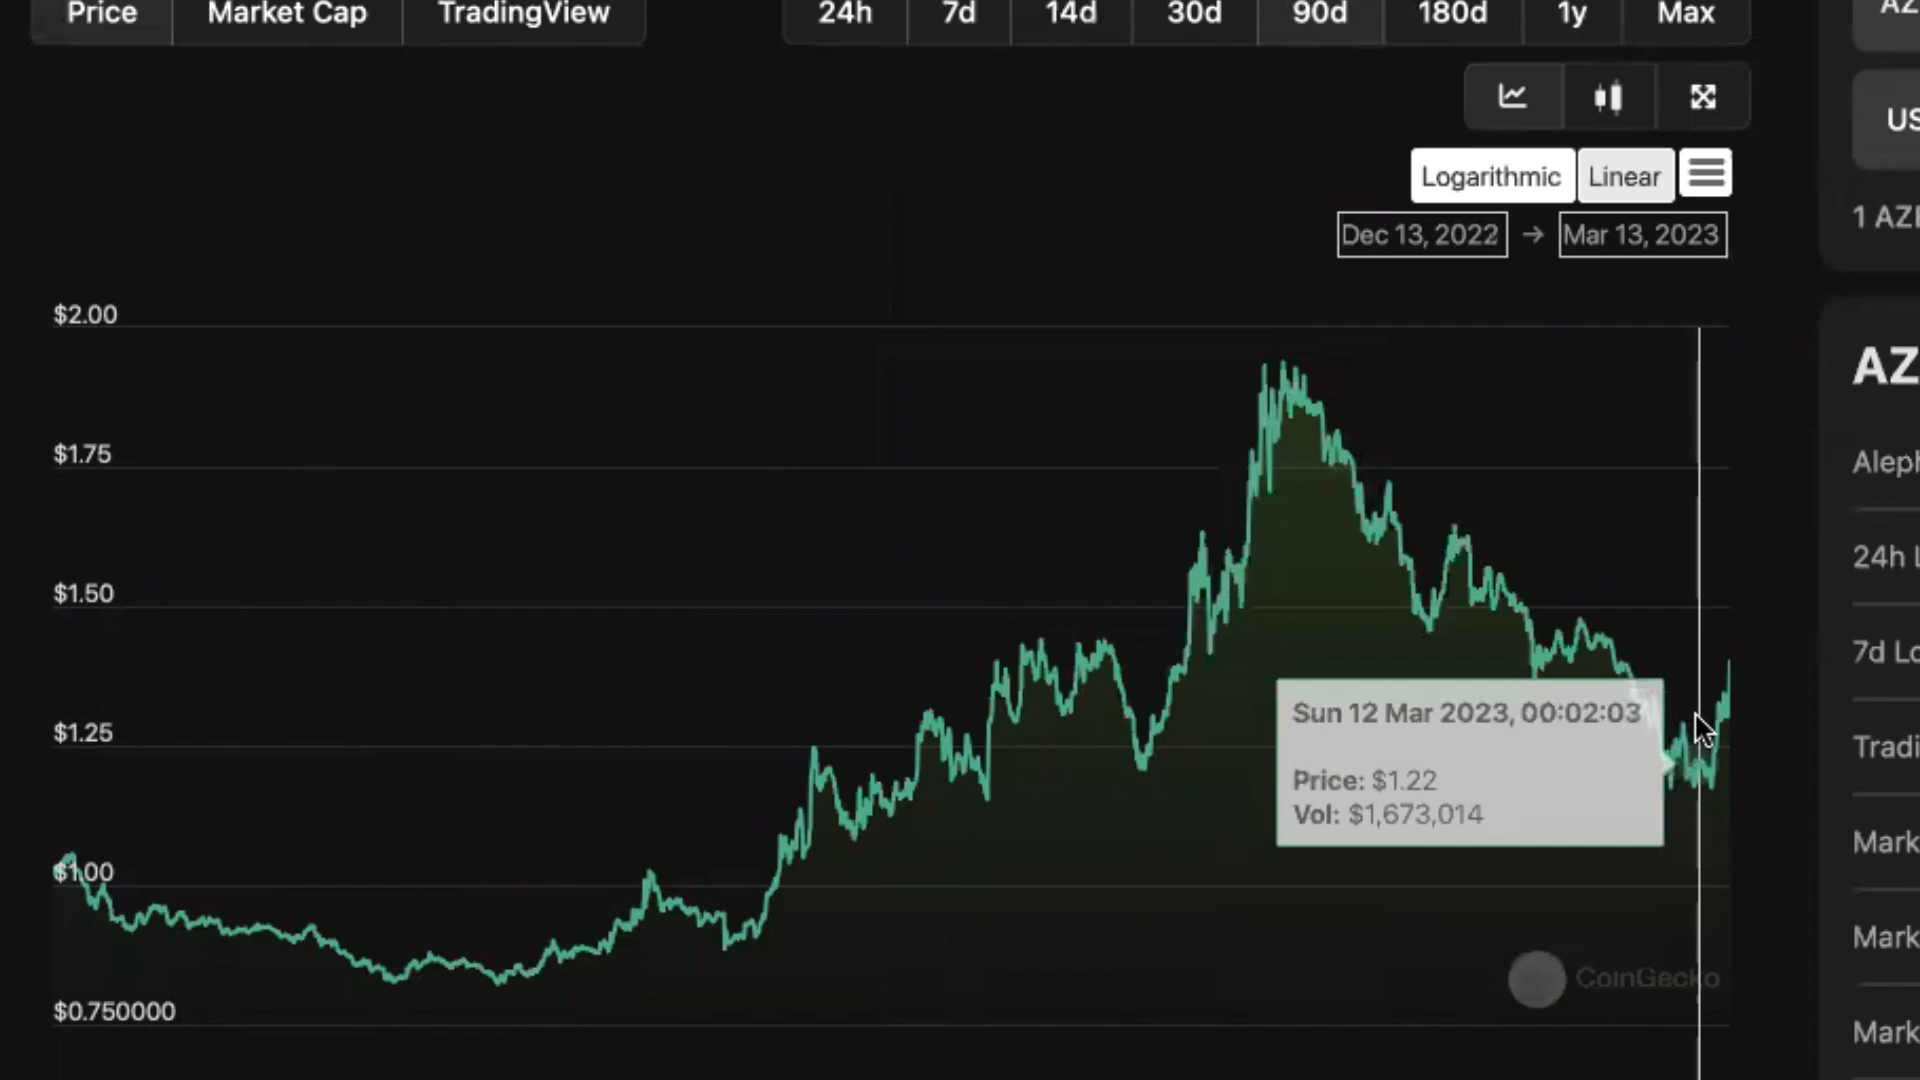 Price Market Cap TradingView 24h 7d 14d 30d 90d 180d 1y Max
Logarithmic Linear
Dec 13, 2022 → Mar 13, 2023
$2.00
$1.75
$1.50
$1.25
$1.00
$0.750000
Sun 12 Mar 2023, 00:02:03
Price: $1.22
Vol: $1,673,014
CoinGecko
AZ
US
1 AZE
AZ
Aleph
24h L
7d Lo
Tradi
Mark
Mark
Mark